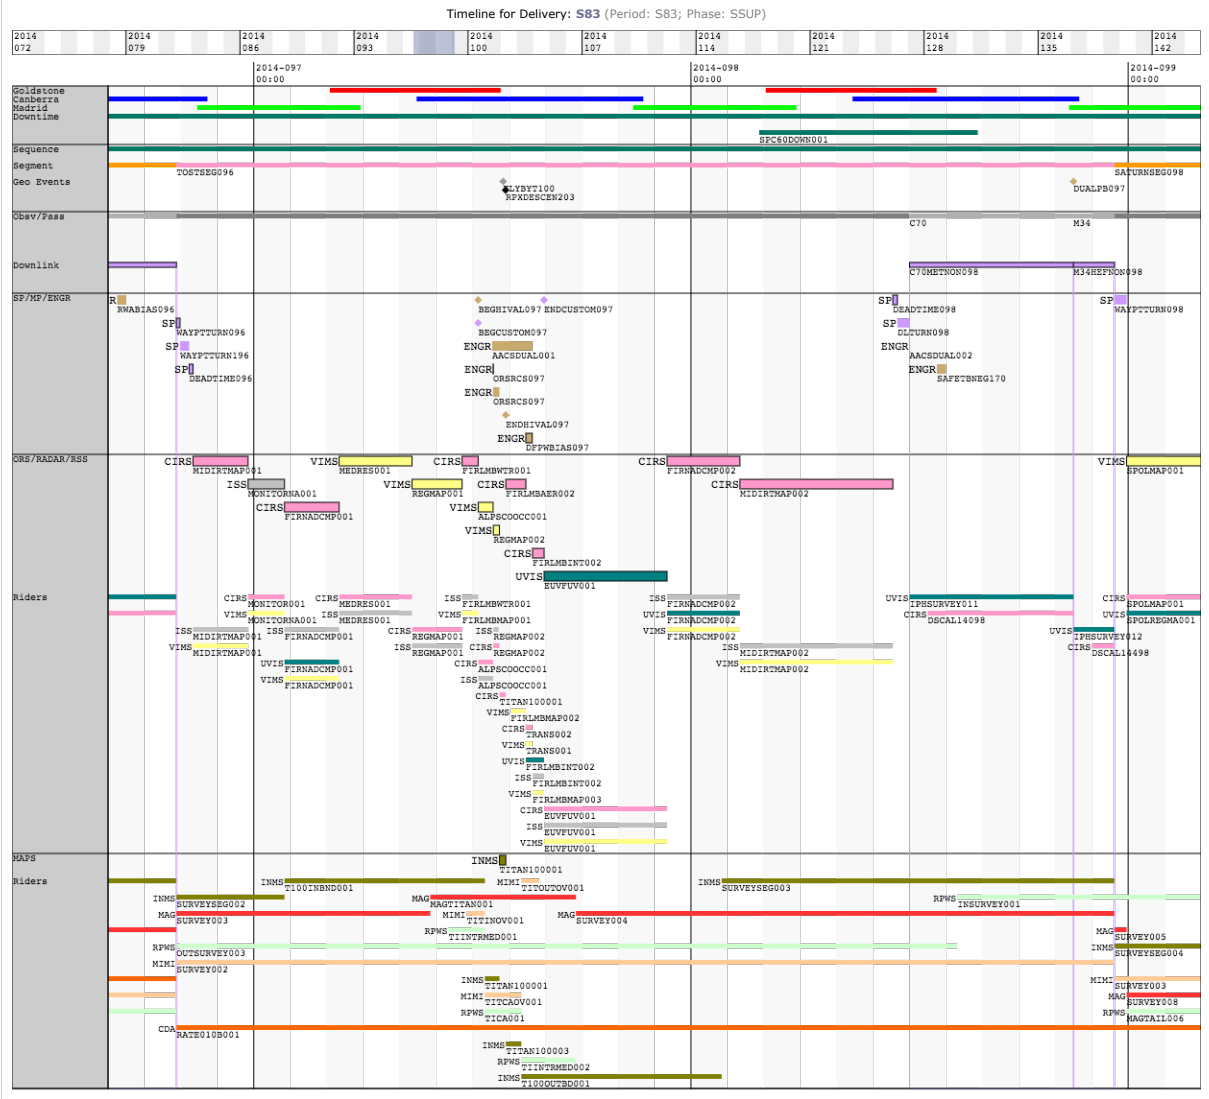 Timeline for Delivery: S83 (Period: S83; Phase: SSUP)
2014 2014 2014 2014 2014 2014 2014 2014 2014 2014 2014
072 079 086 093 100 107 114 121 128 135 142
2014-097 2014-098 2014-099
00:00 00:00 00:00
Goldstone
Canberra
Madrid
Downtime
SPC60DOWN001
Sequence
Segment
TOSTSEG096 SATURNSEG098
Geo Events
FLYBYT100 DUALPB097
RPXDESCEN203
Obsv/Pass
C70 M34
Downlink
C70METNON098 M34HEFNON098
SP/MP/ENGR R SP SP
RWABIAS096 BEGHIVAL097 ENDCUSTOM097 DEADTIME098 WAYPTTURN098
SP SP
WAYPTTURN096 BEGCUSTOM097 DLTURN098
SP ENGR ENGR
WAYPTTURN196 AACSDUAL001 AACSDUAL002
SP ENGR ENGR
DEADTIME096 ORSRCS097 SAFETBNEG170
ENGR
ORSRCS097
ENDHIVAL097
ENGR
DFPWBIAS097
ORS/RADAR/RSS CIRS VIMS CIRS CIRS VIMS
MIDIRTMAP001 MEDRES001 FIRLMBWTR001 FIRNADCMP002 SPOLMAP001
ISS VIMS CIRS CIRS
MONITORNA001 REGMAP001 FIRLMBAER002 MIDIRTMAP002
CIRS VIMS
FIRNADCMP001 ALPSCOOCC001
VIMS
REGMAP002
CIRS
FIRLMBINT002
UVIS
EUVFUV001
Riders CIRS CIRS ISS ISS UVIS CIRS
MONITOR001 MEDRES001 FIRLMBWTR001 FIRNADCMP002 IPHSURVEY011 SPOLMAP001
VIMS ISS VIMS UVIS CIRS UVIS
MONITORNA001 MEDRES001 FIRLMBMAP001 FIRNADCMP002 DSCAL14098 SPOLREGMA001
ISS ISS CIRS ISS VIMS UVIS
MIDIRTMAP001 FIRNADCMP001 REGMAP001 REGMAP002 FIRNADCMP002 IPHSURVEY012
VIMS ISS CIRS ISS CIRS
MIDIRTMAP001 REGMAP001 REGMAP002 MIDIRTMAP002 DSCAL14498
UVIS CIRS VIMS
FIRNADCMP001 ALPSCOOCC001 MIDIRTMAP002
VIMS ISS
FIRNADCMP001 ALPSCOOCC001
CIRS
TITAN100001
VIMS
FIRLMBMAP002
CIRS
TRANS002
VIMS
TRANS001
UVIS
FIRLMBINT002
ISS
FIRLMBINT002
VIMS
FIRLMBMAP003
CIRS
EUVFUV001
ISS
EUVFUV001
VIMS
EUVFUV001
MAPS INMS
TITAN100001
Riders INMS MIMI INMS
T100INBND001 TITOUTOV001 SURVEYSEG003
INMS MAG RPWS
SURVEYSEG002 MAGTITAN001 INSURVEY001
MAG MIMI MAG
SURVEY003 TITINOV001 SURVEY004
RPWS MAG
TIINTRMED001 SURVEY005
RPWS INMS
OUTSURVEY003 SURVEYSEG004
MIMI
SURVEY002
INMS MIMI
TITAN100001 SURVEY003
MIMI MAG
TITCAOV001 SURVEY008
RPWS RPWS
TICA001 MAGTAIL006
CDA
RATE010B001
INMS
TITAN100003
RPWS
TIINTRMED002
INMS
T100OUTBD001